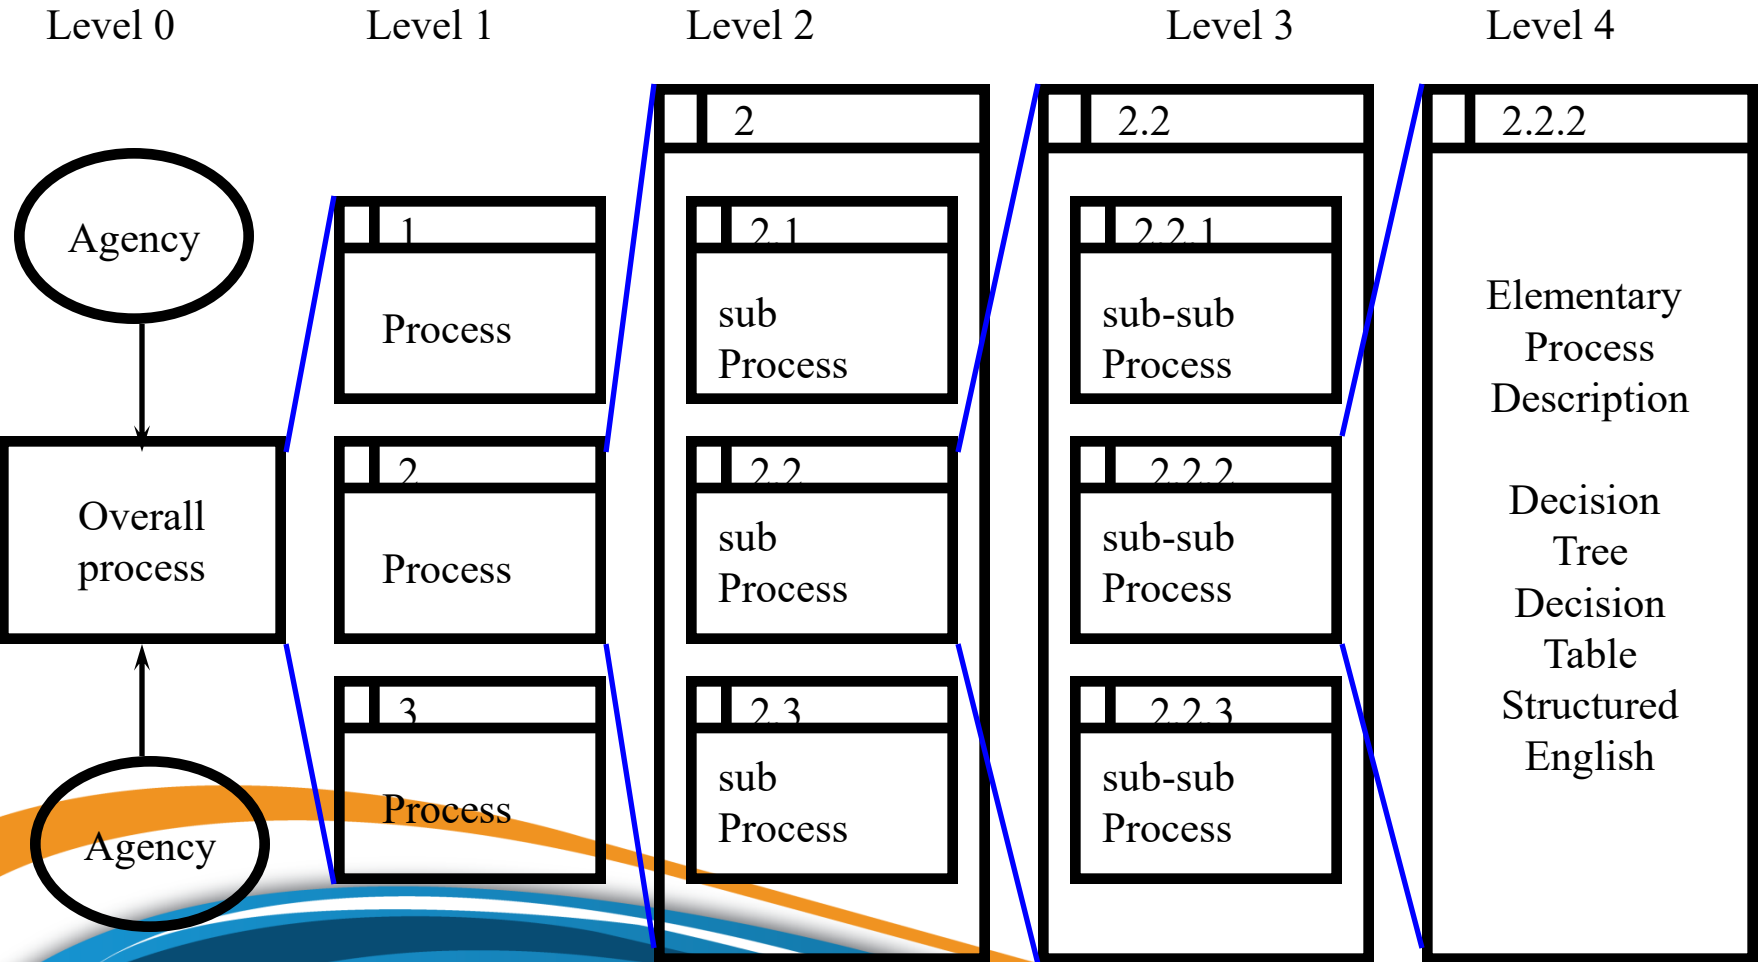 Level 0
Level 1
Level 2
Level 3
Level 4
Agency
Overall
process
Agency
1
Process
2
Process
3
Process
2
2.1
sub
Process
2.2
sub
Process
2.3
sub
Process
2.2
2.2.1
sub-sub
Process
2.2.2
sub-sub
Process
2.2.3
sub-sub
Process
2.2.2
Elementary
Process
Description
Decision
Tree
Decision
Table
Structured
English